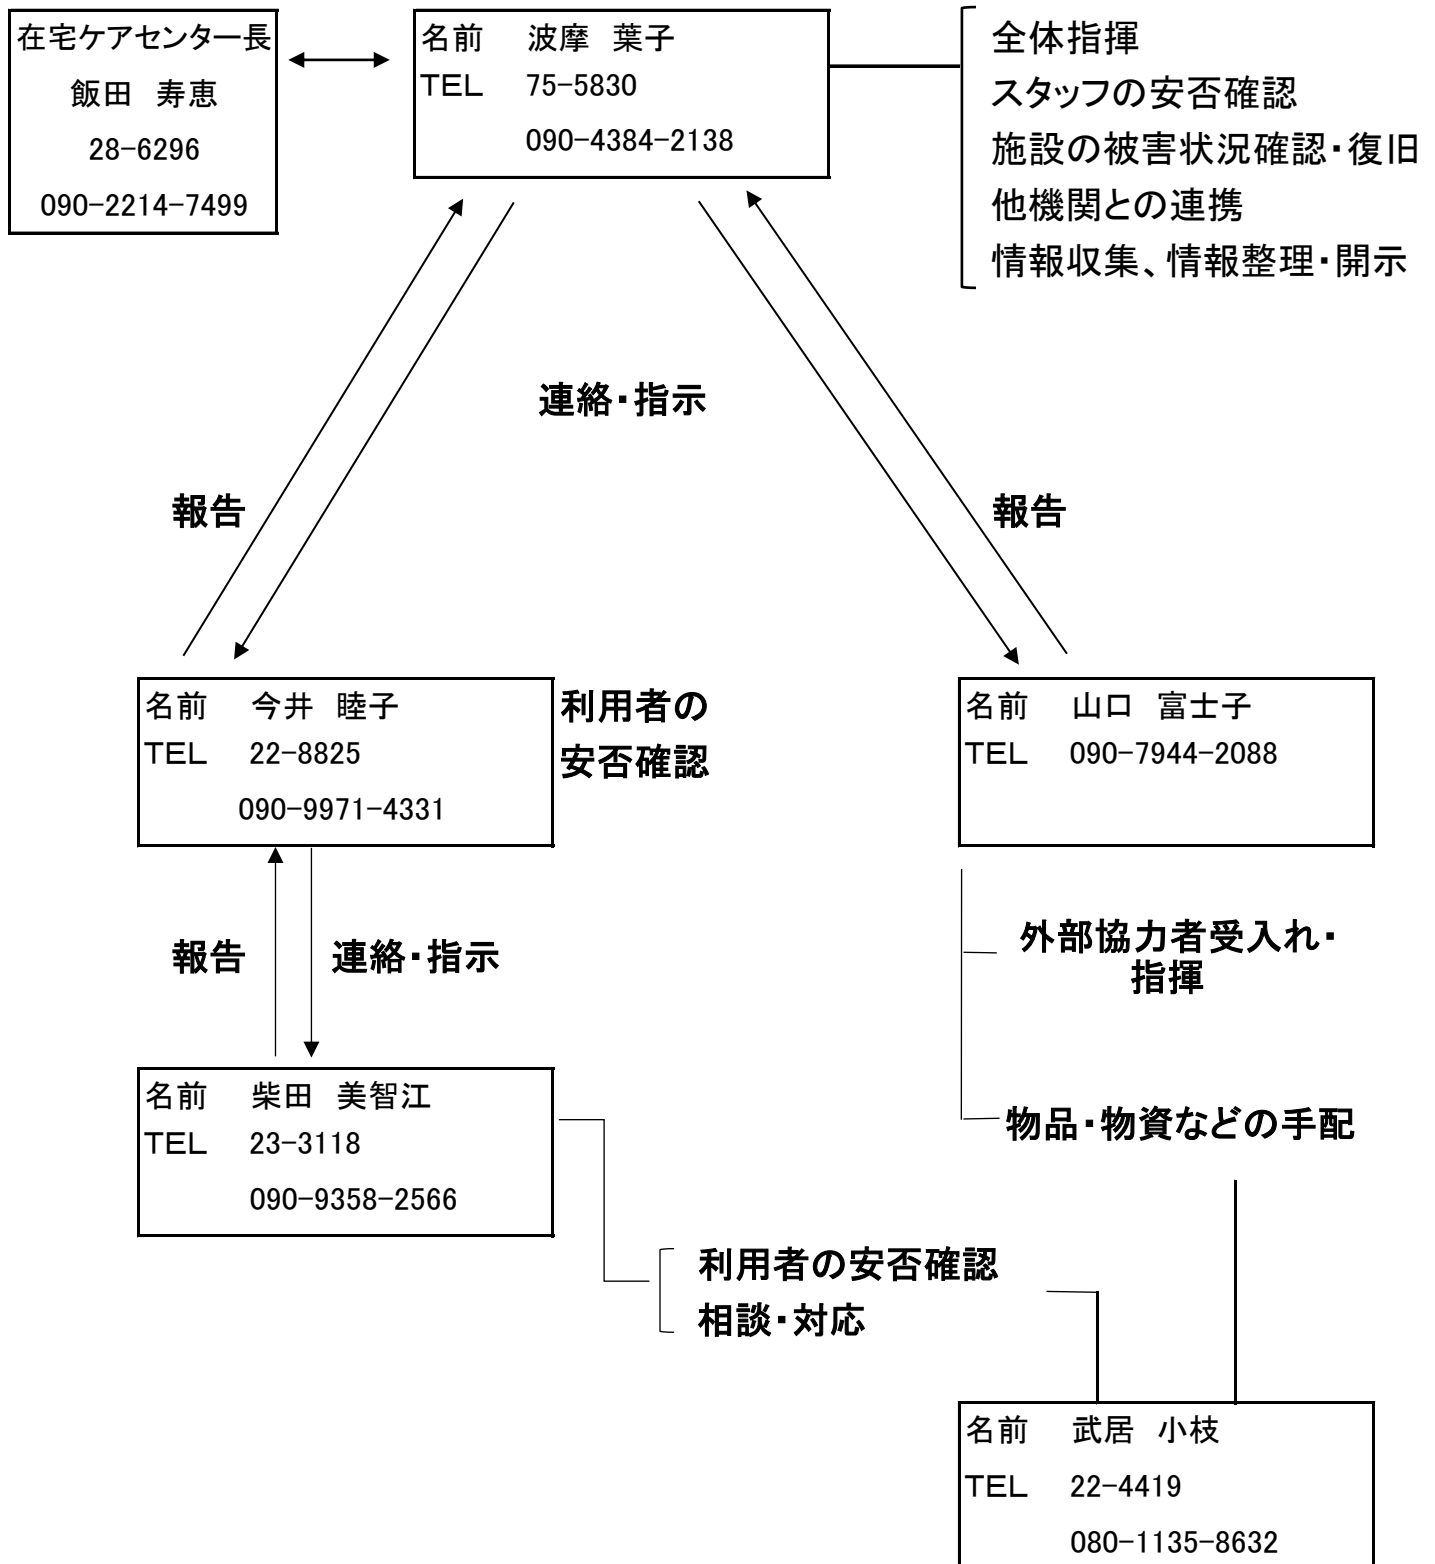 在宅ケアセンター長
飯田　寿恵
28-6296
090-2214-7499
名前　波摩　葉子
TEL　75-5830
090-4384-2138
全体指揮
スタッフの安否確認
施設の被害状況確認・復旧
他機関との連携
情報収集、情報整理・開示
連絡・指示
報告
報告
名前　今井　睦子
TEL　22-8825
090-9971-4331
利用者の
安否確認
名前　山口　富士子
TEL　090-7944-2088
報告
連絡・指示
外部協力者受入れ・
指揮
名前　柴田　美智江
TEL　23-3118
090-9358-2566
物品・物資などの手配
利用者の安否確認
相談・対応
名前　武居　小枝
TEL　22-4419
080-1135-8632